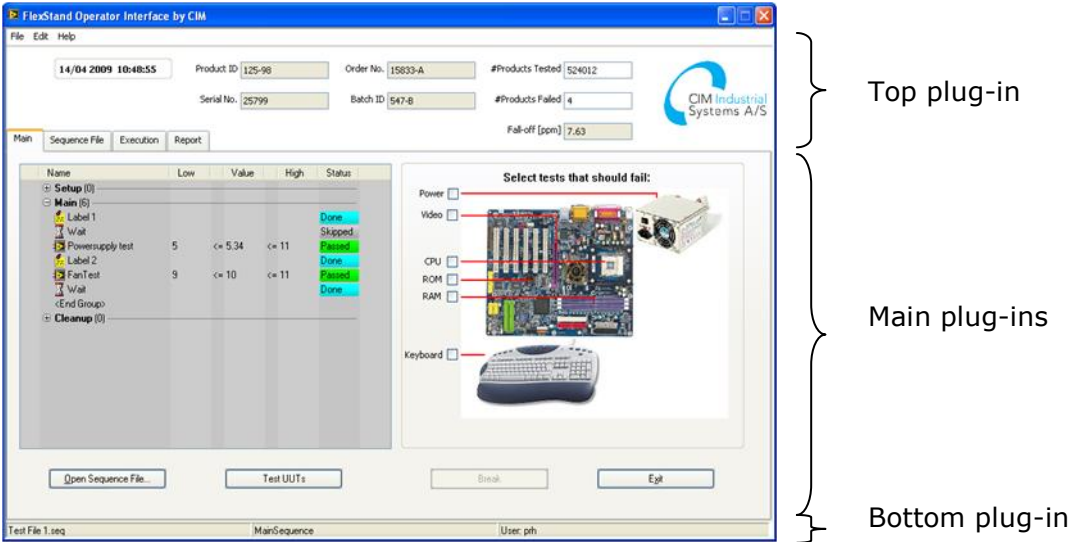 FlexStand Operator Interface by CIM
File Edit Help
14/04 2009 10:48:55
Product ID 125-98
Order No. 15833-A
#Products Tested 524012
Serial No. 25799
Batch ID 547-B
#Products Failed 4
Fall-off [ppm] 7.63
CIM Industrial
Systems A/S
Top plug-in
Main Sequence File Execution Report
Name Low Value High Status
Setup (0)
Main (6)
Label 1 Done
Wait Skipped
Powersupply test 5 <= 5.34 <= 11 Passed
Label 2 Done
FanTest 9 <= 10 <= 11 Passed
Wait Done
<End Group>
Cleanup (0)
Select tests that should fail:
Power
Video
CPU
ROM
RAM
Keyboard
Main plug-ins
Open Sequence File... Test UUTs Break Exit
Test File 1.seq MainSequence User: prh
Bottom plug-in